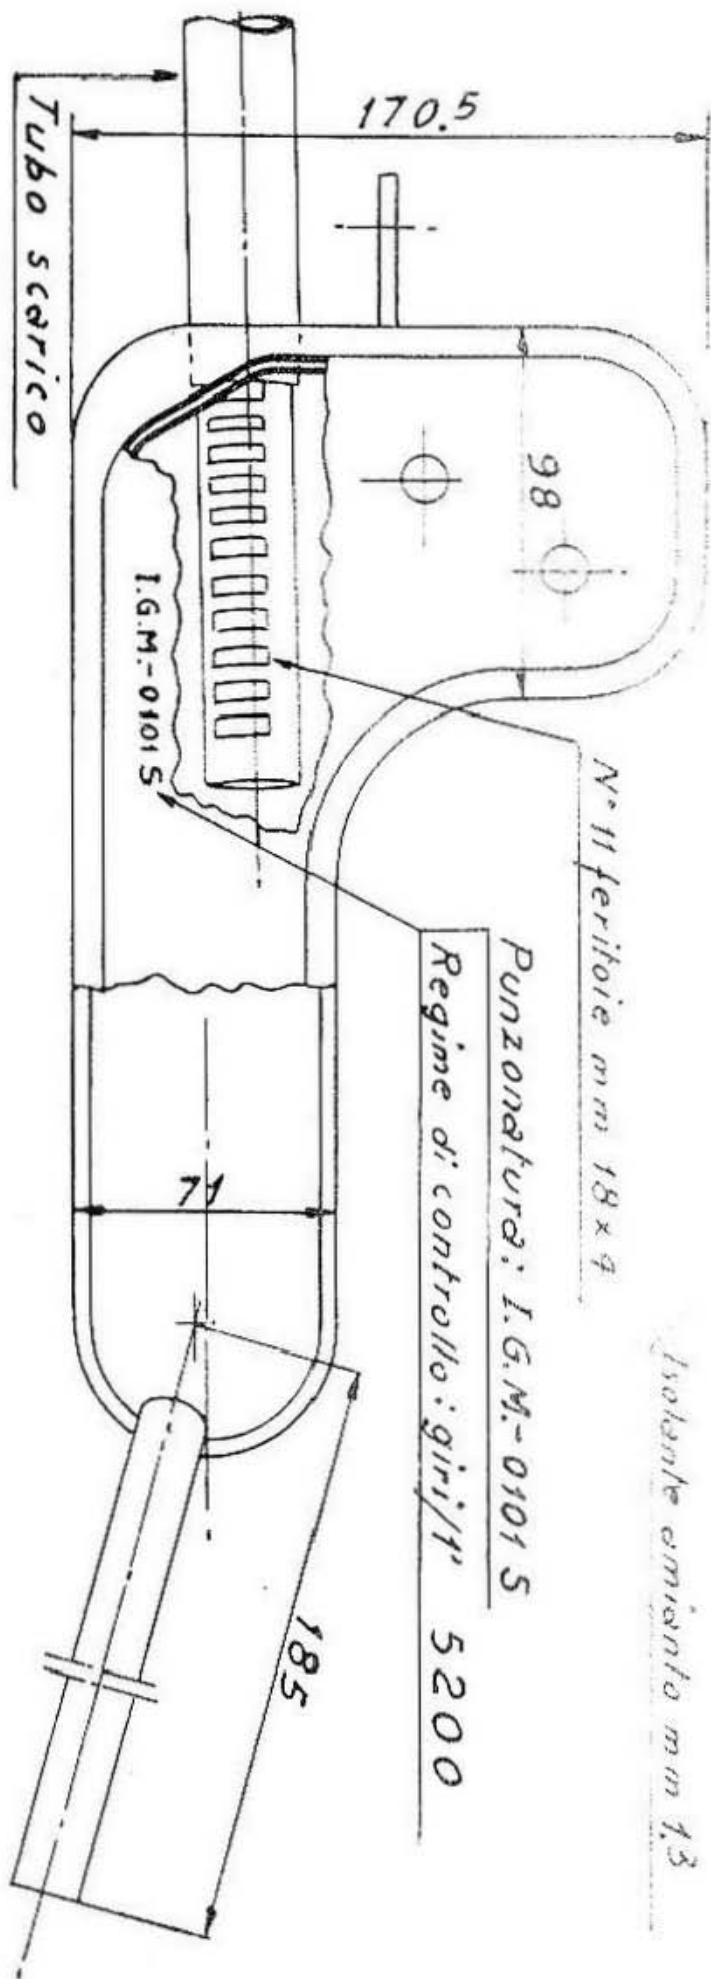 Isolante amianto mm 1,3
N° 11 feritoie mm 18 x 4
Punzonatura: I.G.M.-0101 S
Regime di controllo: giri/1' 5200
170.5
98
I.G.M.-0101 S
71
185
Tubo scarico